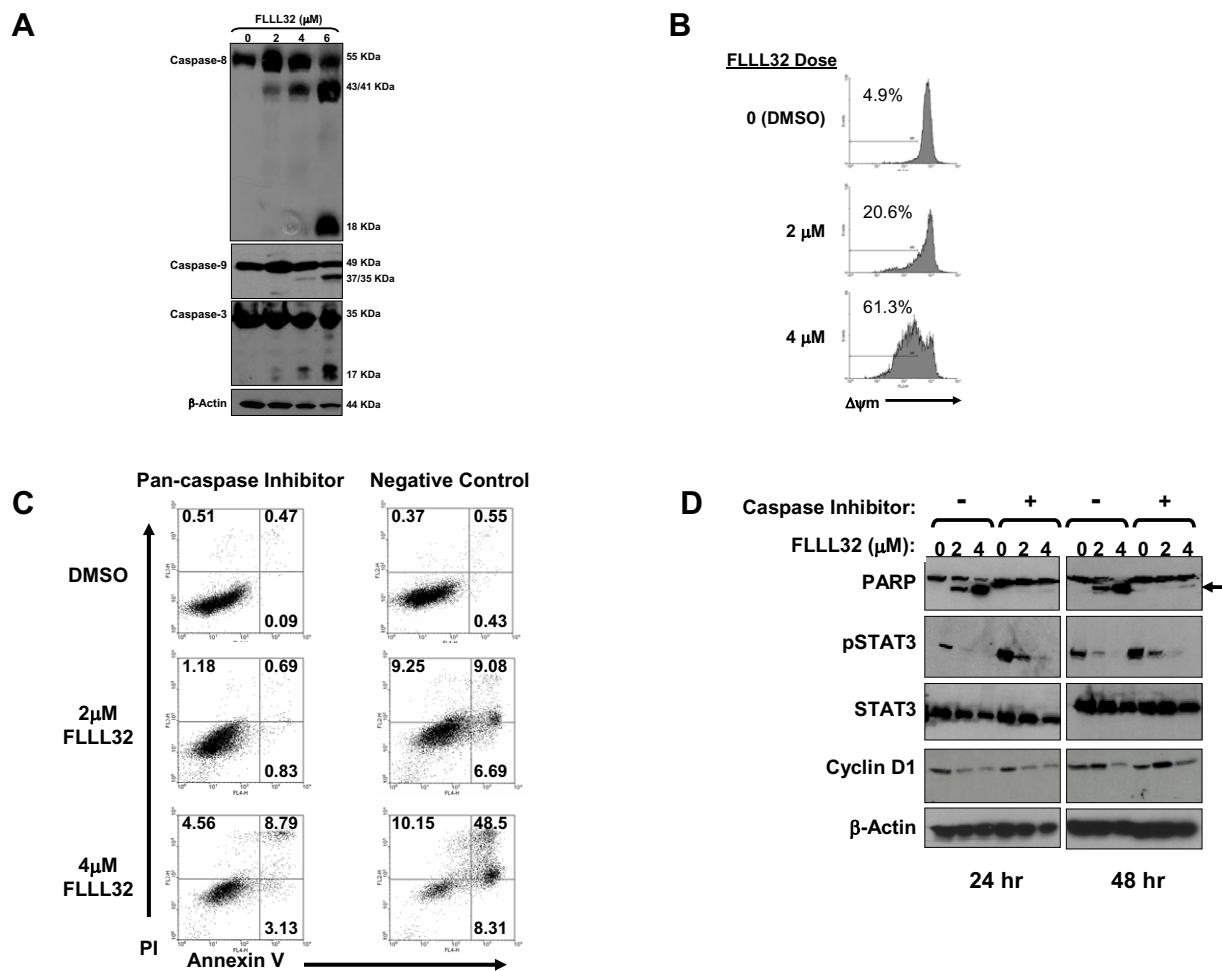 A
FLLL32 (µM)
0 2 4 6
Caspase-8
55 KDa
43/41 KDa
18 KDa
Caspase-9
49 KDa
37/35 KDa
Caspase-3
35 KDa
17 KDa
β-Actin
44 KDa
B
FLLL32 Dose
0 (DMSO)
4.9%
2 µM
20.6%
4 µM
61.3%
Δψm
C
Pan-caspase Inhibitor Negative Control
DMSO
0.51 0.47
0.09
0.37 0.55
0.43
2µM
FLLL32
1.18 0.69
0.83
9.25 9.08
6.69
4µM
FLLL32
4.56 8.79
3.13
10.15 48.5
8.31
FL4-H FL4-H
PI
Annexin V
D
Caspase Inhibitor: - + - +
FLLL32 (µM): 0 2 4 0 2 4 0 2 4 0 2 4
PARP
pSTAT3
STAT3
Cyclin D1
β-Actin
24 hr 48 hr